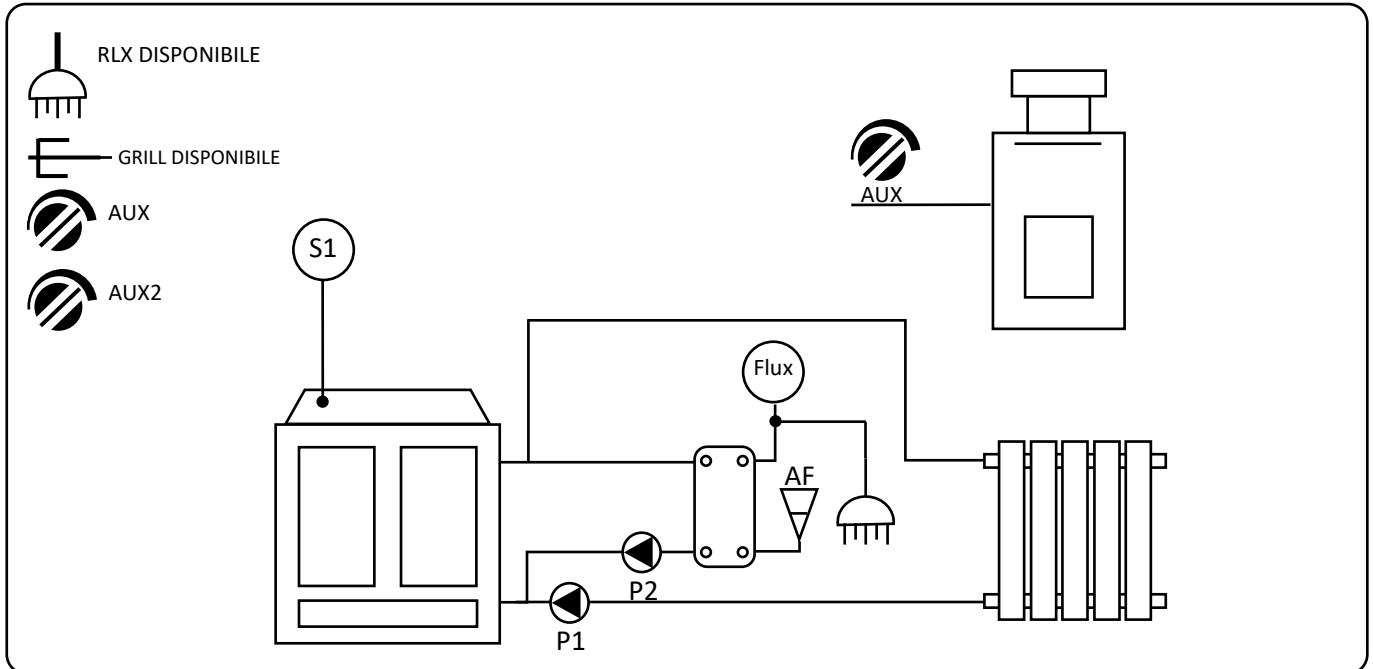 RLX DISPONIBILE
GRILL DISPONIBILE
AUX
AUX2
S1
AUX
Flux
AF
P2
P1